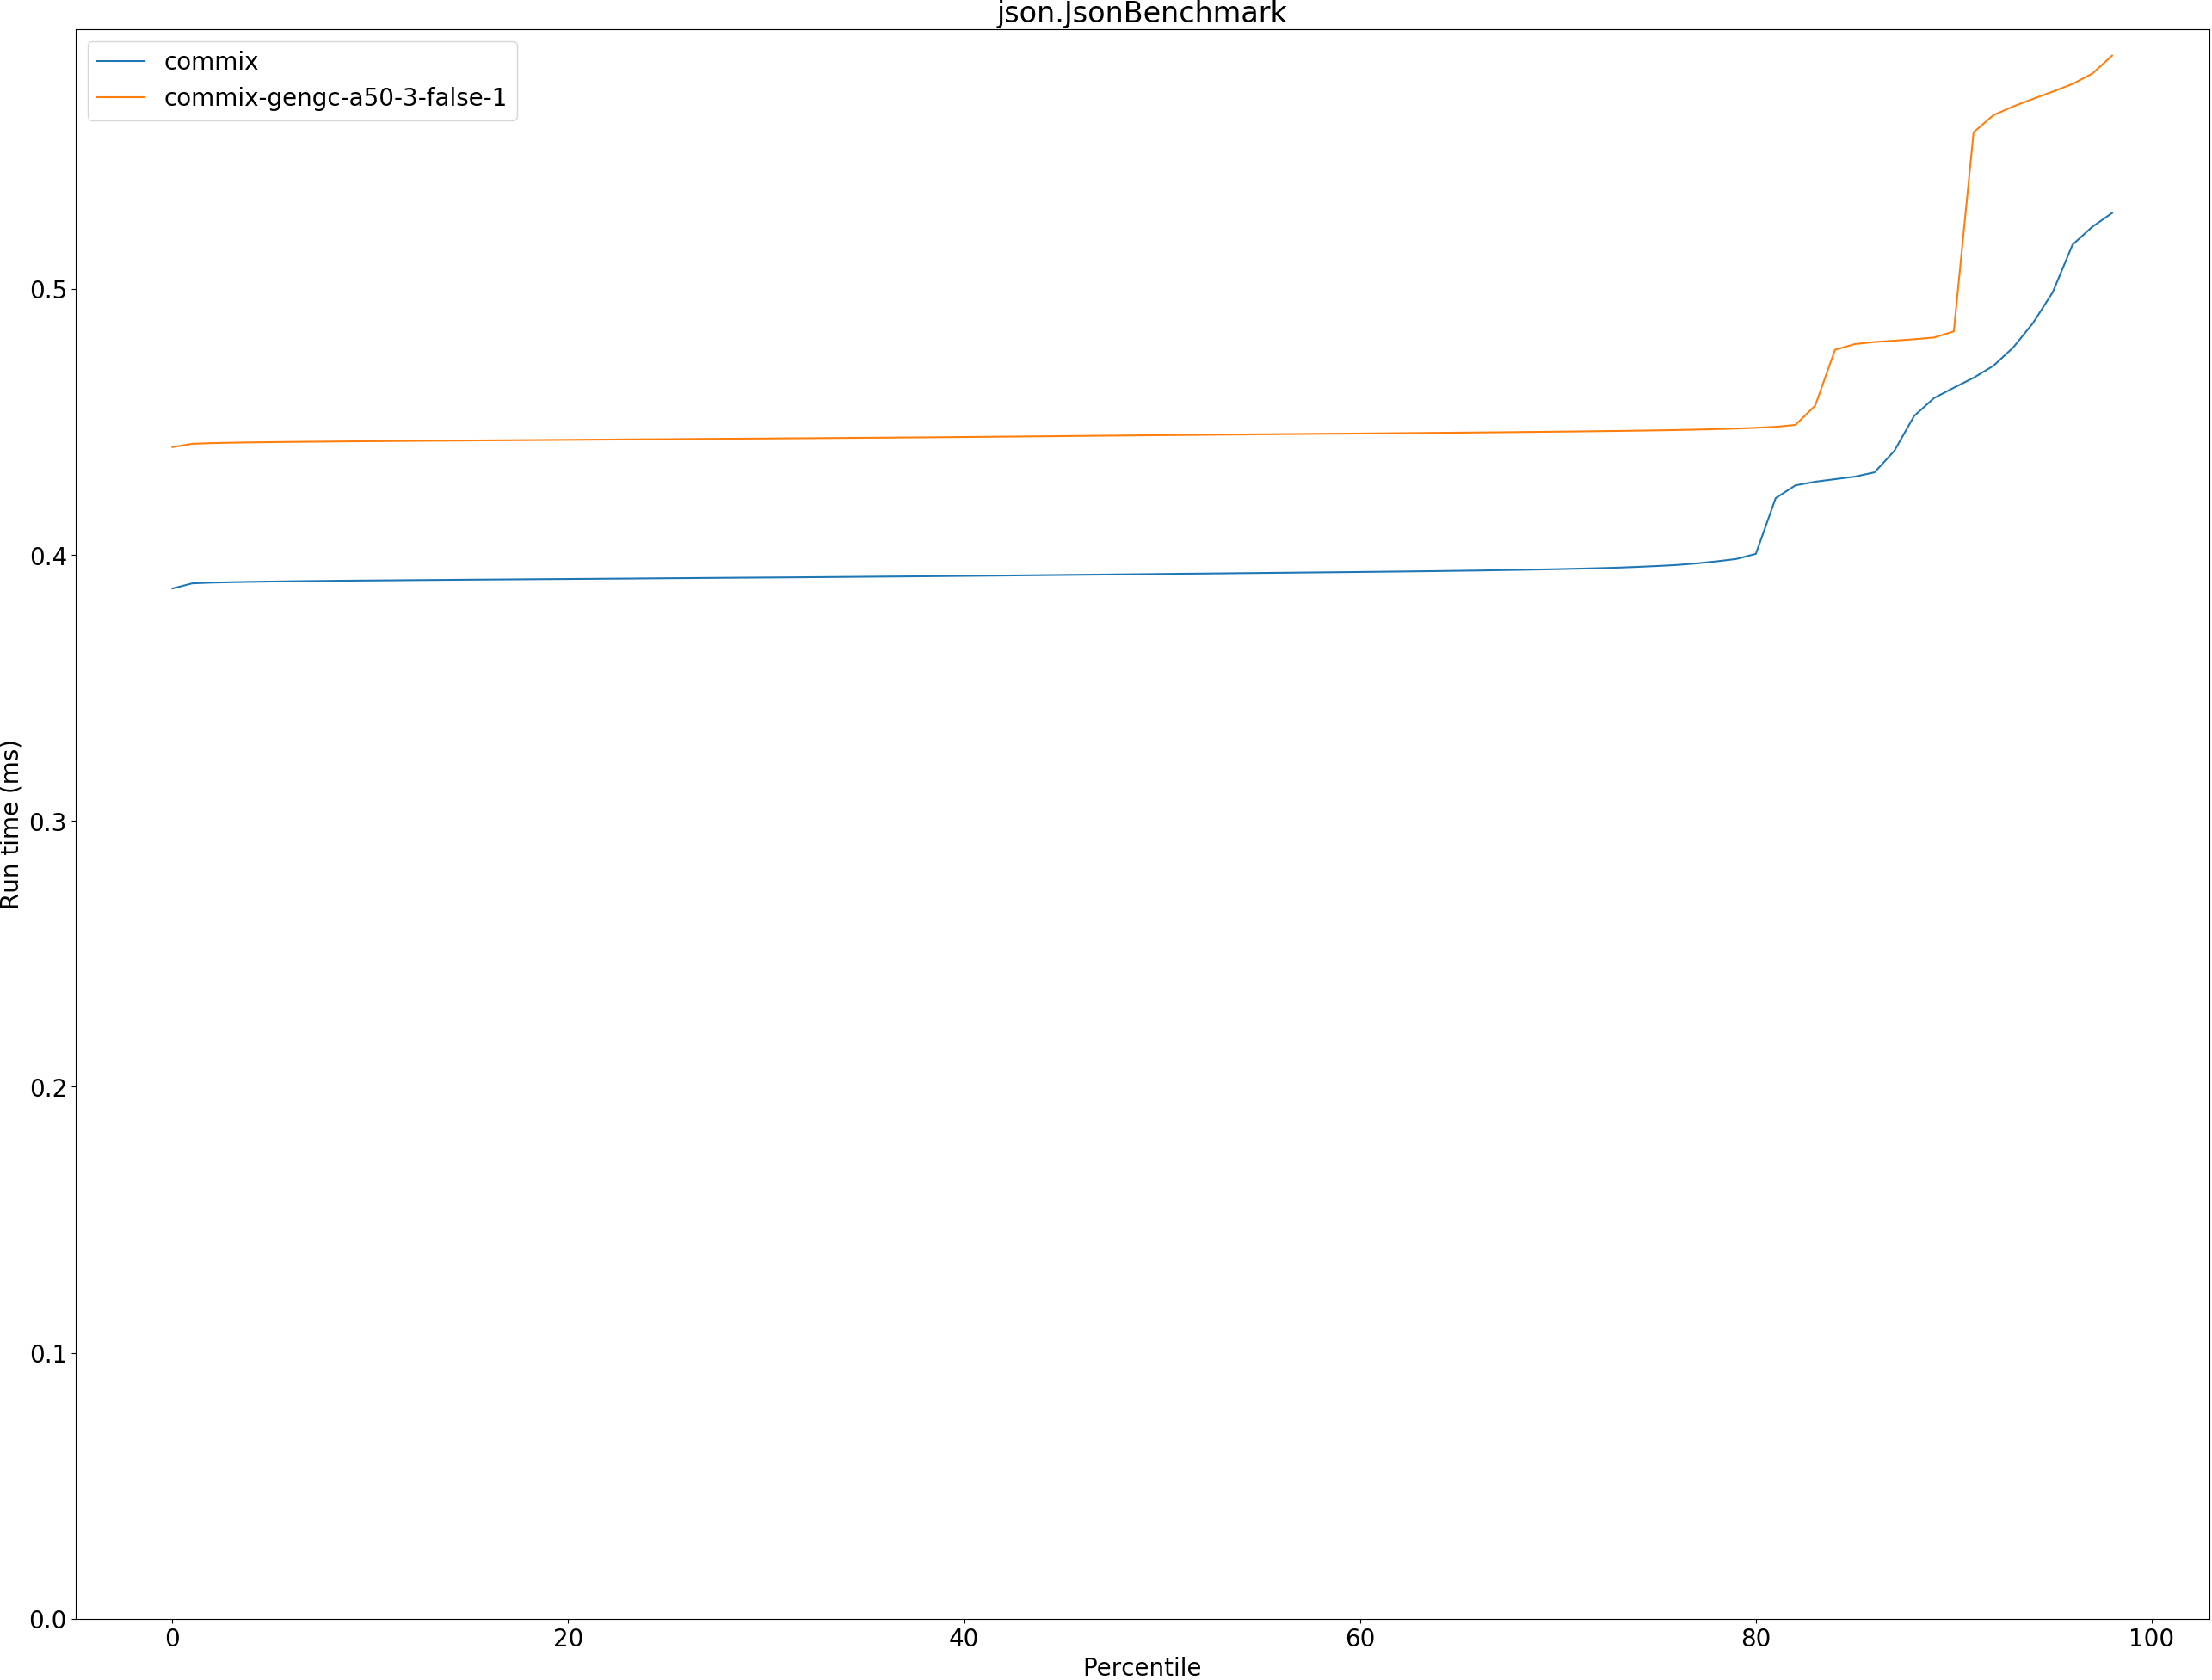 json.JsonBenchmark
commix
commix-gengc-a50-3-false-1
Run time (ms)
0.5
0.4
0.3
0.2
0.1
0.0
0 20 40 60 80 100
Percentile